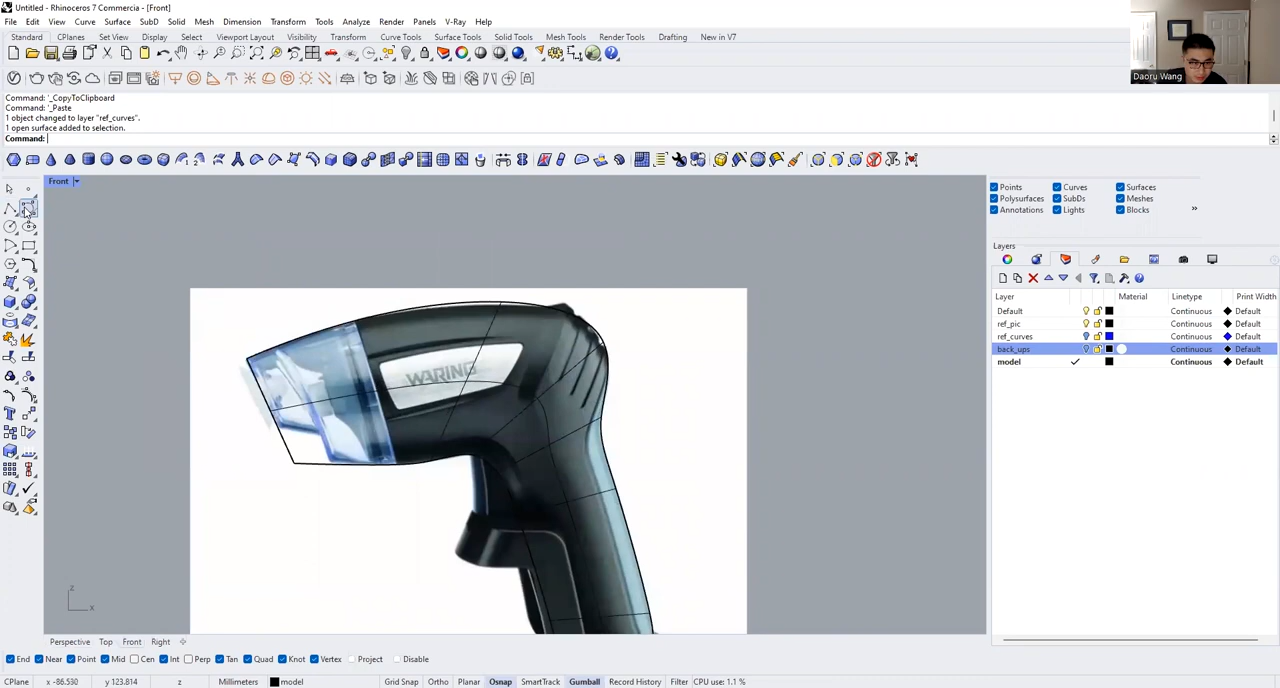 Untitled - Rhinoceros 7 Commercia - [Front]
File Edit View Curve Surface SubD Solid Mesh Dimension Transform Tools Analyze Render Panels V-Ray Help
Standard CPlanes Set View Display Select Viewport Layout Visibility Transform Curve Tools Surface Tools Solid Tools Mesh Tools Render Tools Drafting New in V7
Daoru Wang
Command: '_CopyToClipboard
Command: '_Paste
1 object changed to layer "ref_curves".
1 open surface added to selection.
Command:
Front
Points Curves Surfaces
Polysurfaces SubDs Meshes
Annotations Lights Blocks
»
Layers
Layer Material Linetype Print Width
Default Continuous Default
ref_pic Continuous Default
ref_curves Continuous Default
back_ups Continuous Default
model Continuous Default
WARING
z
x
Perspective Top Front Right
End Near Point Mid Cen Int Perp Tan Quad Knot Vertex Project Disable
CPlane x -86.530 y 123.814 z Millimeters model Grid Snap Ortho Planar Osnap SmartTrack Gumball Record History Filter CPU use: 1.1 %